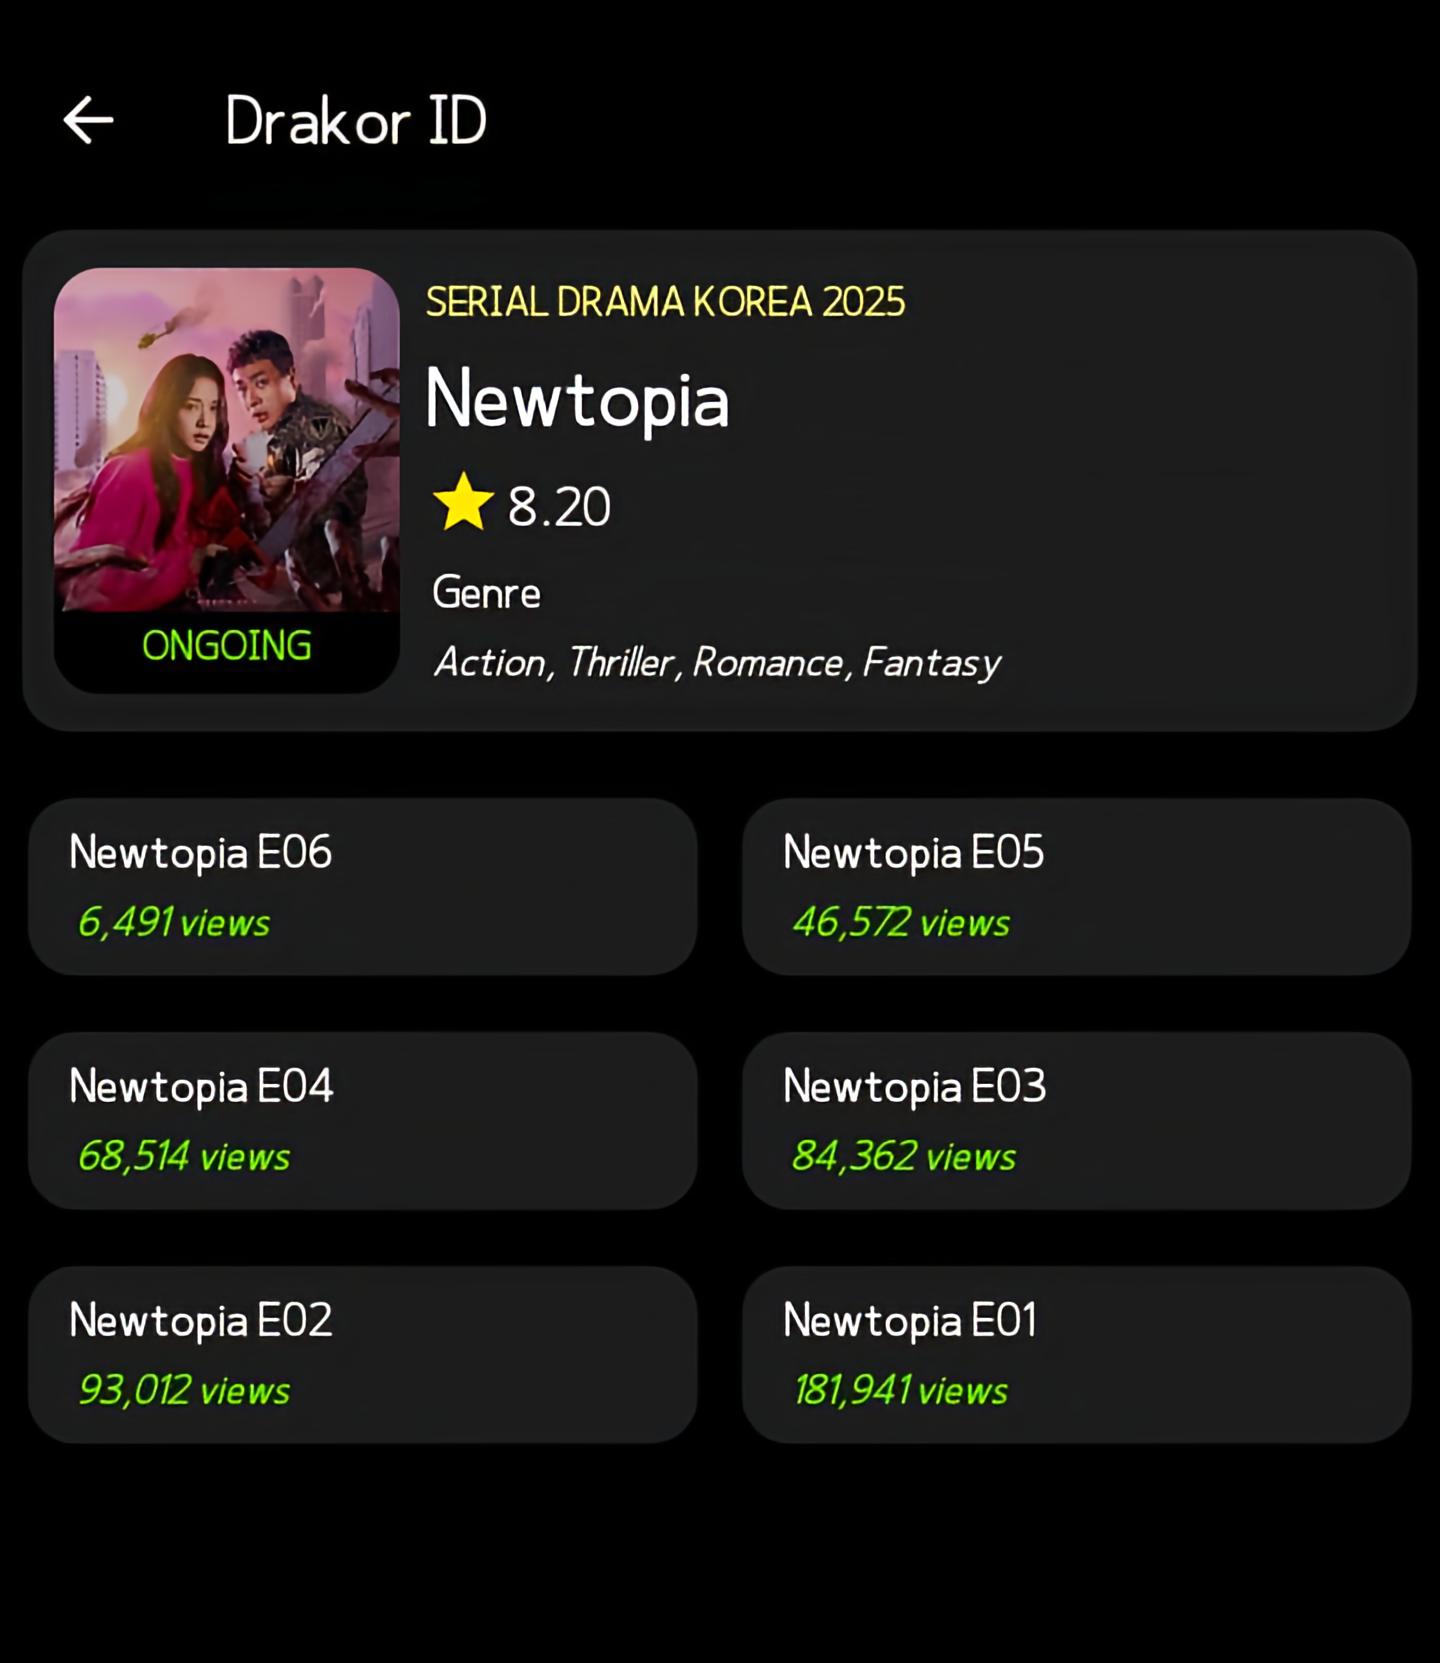 Drakor ID
SERIAL DRAMA KOREA 2025
Newtopia
8.20
Genre
Action, Thriller, Romance, Fantasy
ONGOING
Newtopia E06
6,491 views
Newtopia E05
46,572 views
Newtopia E04
68,514 views
Newtopia E03
84,362 views
Newtopia E02
93,012 views
Newtopia E01
181,941 views